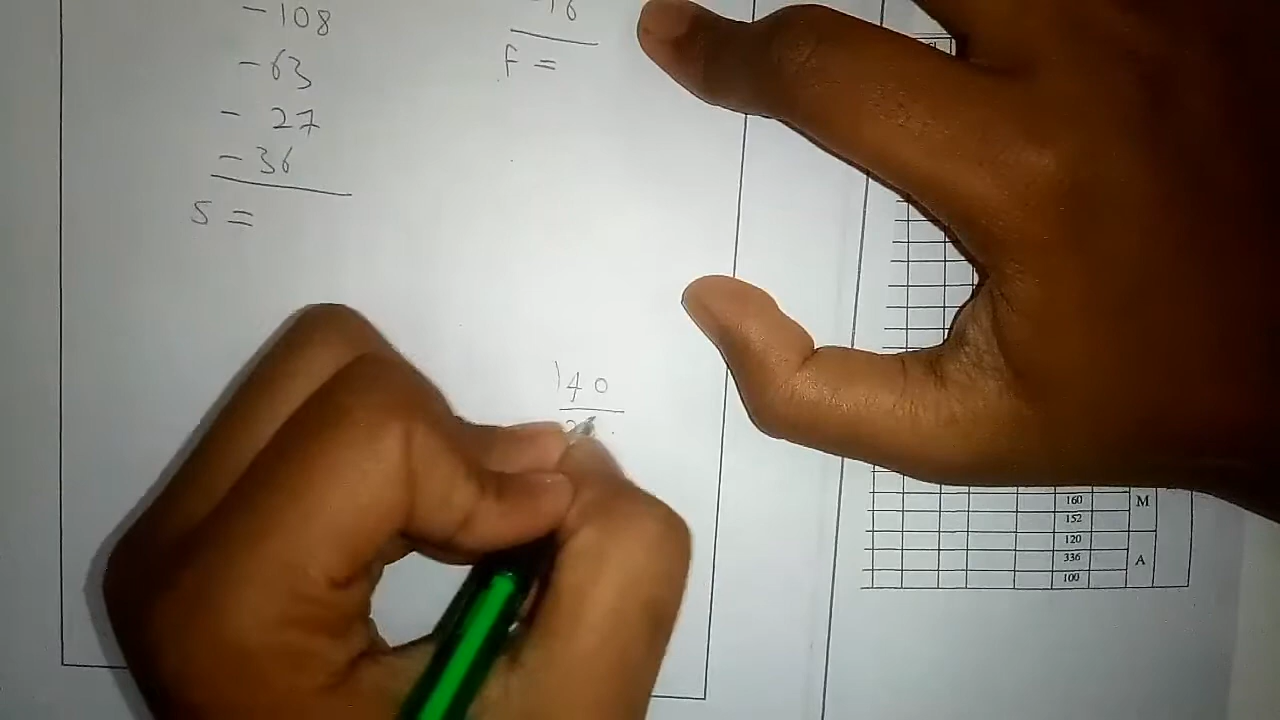 -108
-63
- 27
-36
S =
F =
140
160
152
M
120
336
A
100